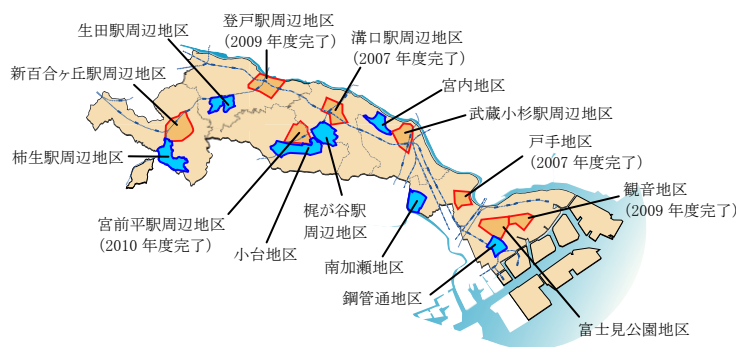 登戸駅周辺地区
(2009 年度完了)
生田駅周辺地区
溝口駅周辺地区
(2007 年度完了)
新百合ヶ丘駅周辺地区
宮内地区
武蔵小杉駅周辺地区
戸手地区
(2007 年度完了)
柿生駅周辺地区
観音地区
(2009 年度完了)
宮前平駅周辺地区
(2010 年度完了)
小台地区
梶が谷駅
周辺地区
南加瀬地区
鋼管通地区
富士見公園地区